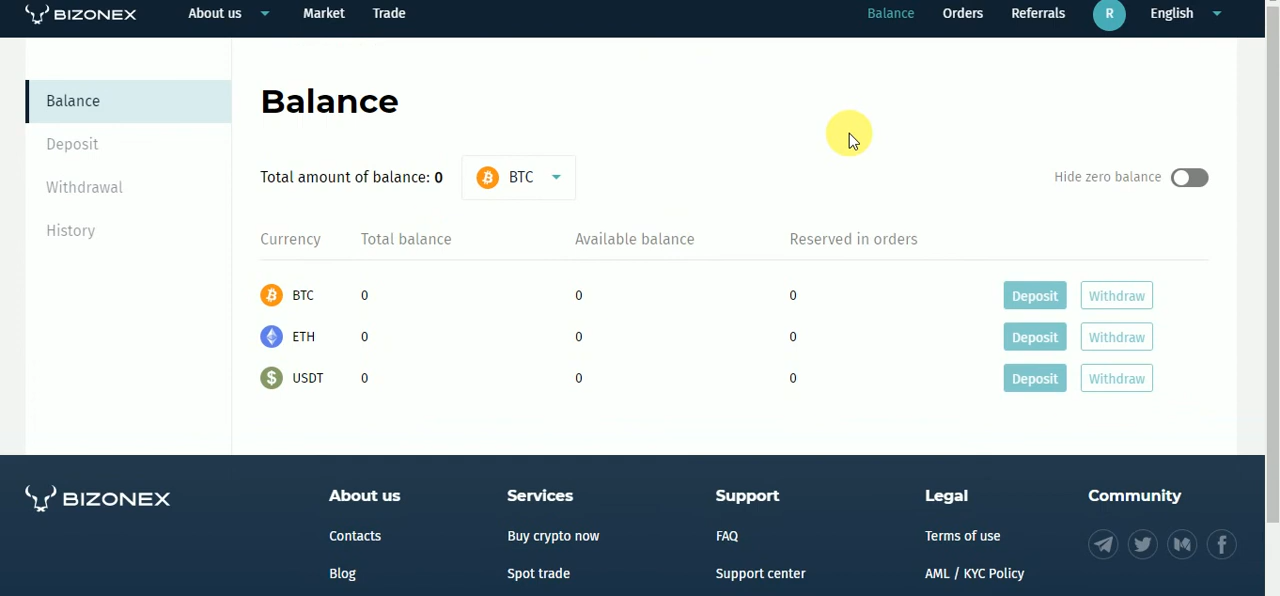 BIZONEX About us Market Trade Balance Orders Referrals R English
Balance
Deposit
Withdrawal
History
Balance
Total amount of balance: 0 BTC Hide zero balance
Currency Total balance Available balance Reserved in orders
BTC 0 0 0 Deposit Withdraw
ETH 0 0 0 Deposit Withdraw
USDT 0 0 0 Deposit Withdraw
BIZONEX About us Services Support Legal Community
Contacts Buy crypto now FAQ Terms of use
Blog Spot trade Support center AML / KYC Policy